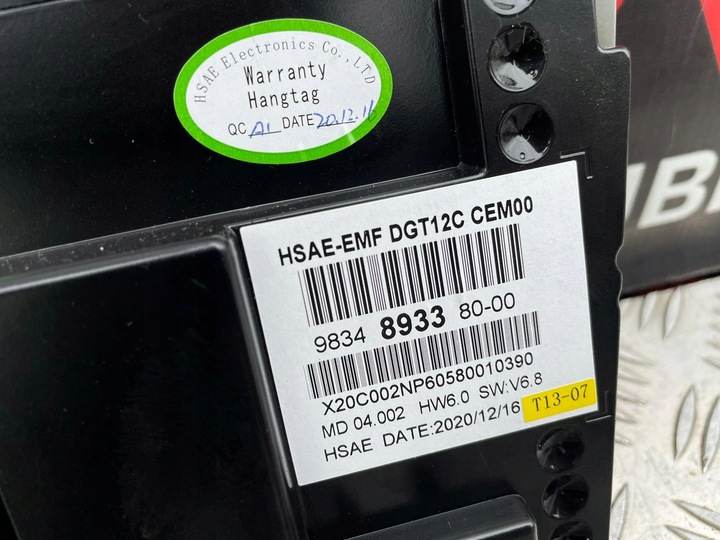 HSAE Electronics Co.,LTD
Warranty
Hangtag
QC A1 DATE 20.12.16
HSAE-EMF DGT12C CEM00
9834 8933 80-00
X20C002NP60580010390
MD 04.002 HW6.0 SW:V6.8
HSAE DATE:2020/12/16 T13-07